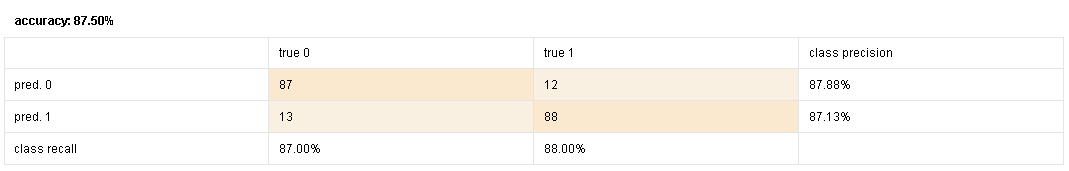 accuracy: 87.50%
true 0 true 1 class precision
pred. 0 87 12 87.88%
pred. 1 13 88 87.13%
class recall 87.00% 88.00%